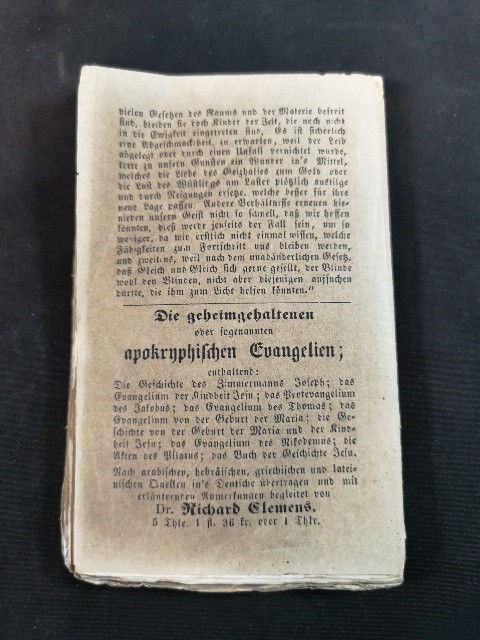 vielen Gesetzen des Raums und der Materie befreit
sind, bleiben sie doch Kinder der Zeit, die noch nicht
in die Ewigkeit eingetreten sind. Es ist sicherlich
eine Abgeschmacktheit, zu erwarten, weil der Leib
abgelegt oder durch einen Unfall vernichtet wurde,
trete zu unsern Gunsten ein Wunder in's Mittel,
welches die Liebe des Geizhalses zum Gold oder
die Lust des Wüstlings am Laster plötzlich austilge
und durch Neigungen ersetze, welche besser für ihre
neue Lage passen. Andere Verhältnisse erneuen hie-
nieden unsern Geist nicht so schnell, daß wir hoffen
könnten, dieß werde jenseits der Fall sein, um so
weniger, da wir erstlich nicht einmal wissen, welche
Fähigkeiten zum Fortschritt uns bleiben werden,
und zweitens, weil nach dem unabänderlichen Gesetz,
daß Gleich und Gleich sich gerne gesellt, der Blinde
wohl den Blinden, nicht aber diejenigen aufsuchen
dürfte, die ihm zum Licht helfen könnten."
Die geheimgehaltenen
oder sogenannten
apokryphischen Evangelien;
enthaltend:
Die Geschichte des Zimmermanns Joseph; das
Evangelium der Kindheit Jesu; das Protevangelium
des Jakobus; das Evangelium des Thomas; das
Evangelium von der Geburt der Maria; die Ge-
schichte von der Geburt der Maria und der Kind-
heit Jesu; das Evangelium des Nikodemus; die
Akten des Pilatus; das Buch der Geschichte Jesu.
Nach arabischen, hebräischen, griechischen und latei-
nischen Quellen in's Deutsche übertragen und mit
erläuternden Anmerkungen begleitet von
Dr. Richard Clemens.
5 Thle. 1 fl. 36 kr. oder 1 Thlr.